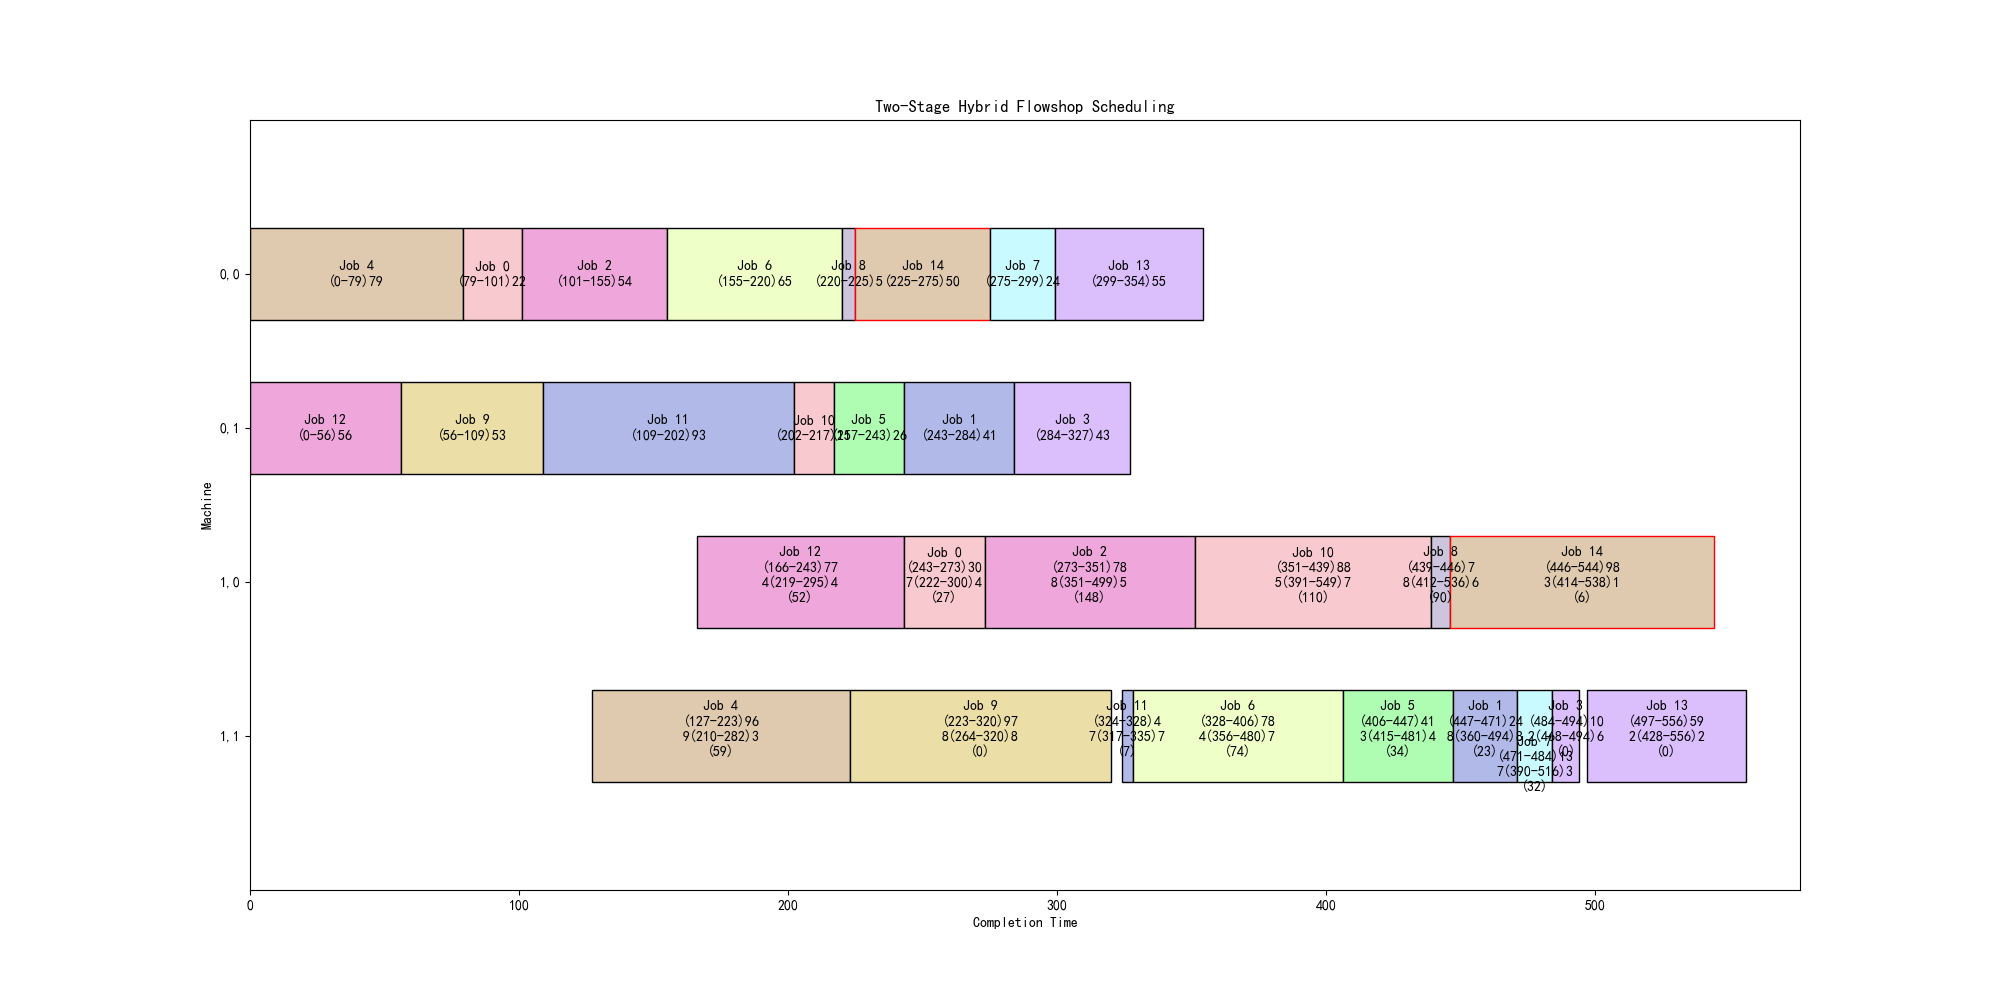 Two-Stage Hybrid Flowshop Scheduling
Machine
0,0
Job 4
(0-79)79
Job 0
(79-101)22
Job 2
(101-155)54
Job 6
(155-220)65
Job 8
(220-225)5
Job 14
(225-275)50
Job 7
(275-299)24
Job 13
(299-354)55
0,1
Job 12
(0-56)56
Job 9
(56-109)53
Job 11
(109-202)93
Job 10
(202-217)15
Job 5
(217-243)26
Job 1
(243-284)41
Job 3
(284-327)43
1,0
Job 12
(166-243)77
4(219-295)4
(52)
Job 0
(243-273)30
7(222-300)4
(27)
Job 2
(273-351)78
8(351-499)5
(148)
Job 10
(351-439)88
5(391-549)7
(110)
Job 8
(439-446)7
8(412-536)6
(90)
Job 14
(446-544)98
3(414-538)1
(6)
1,1
Job 4
(127-223)96
9(210-282)3
(59)
Job 9
(223-320)97
8(264-320)8
(0)
Job 11
(324-328)4
7(317-335)7
(7)
Job 6
(328-406)78
4(356-480)7
(74)
Job 5
(406-447)41
3(415-481)4
(34)
Job 1
(447-471)24
8(360-494)
(23)
Job 7
(471-484)13
7(390-516)3
(32)
Job 3
(484-494)10
2(468-494)6
(0)
Job 13
(497-556)59
2(428-556)2
(0)
0
100
200
300
400
500
Completion Time